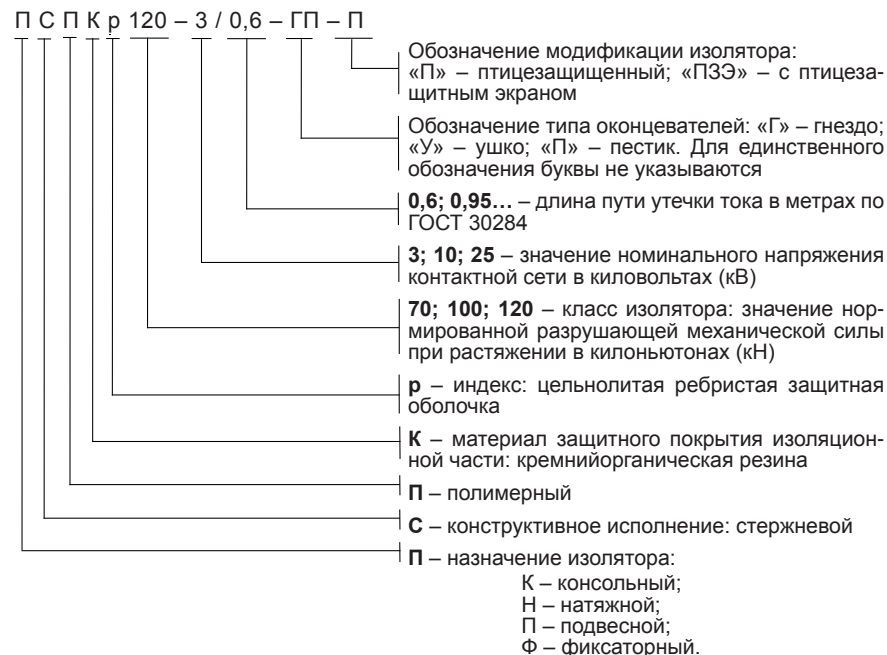 П С П К р 120 – 3 / 0,6 – ГП – П
Обозначение модификации изолятора:
«П» – птицезащищенный; «ПЗЭ» – с птицеза-
щитным экраном
Обозначение типа оконцевателей: «Г» – гнездо;
«У» – ушко; «П» – пестик. Для единственного
обозначения буквы не указываются
0,6; 0,95… – длина пути утечки тока в метрах по
ГОСТ 30284
3; 10; 25 – значение номинального напряжения
контактной сети в киловольтах (кВ)
70; 100; 120 – класс изолятора: значение нор-
мированной разрушающей механической силы
при растяжении в килоньютонах (кН)
р – индекс: цельнолитая ребристая защитная
оболочка
К – материал защитного покрытия изоляцион-
ной части: кремнийорганическая резина
П – полимерный
С – конструктивное исполнение: стержневой
П – назначение изолятора:
К – консольный;
Н – натяжной;
П – подвесной;
Ф – фиксаторный.